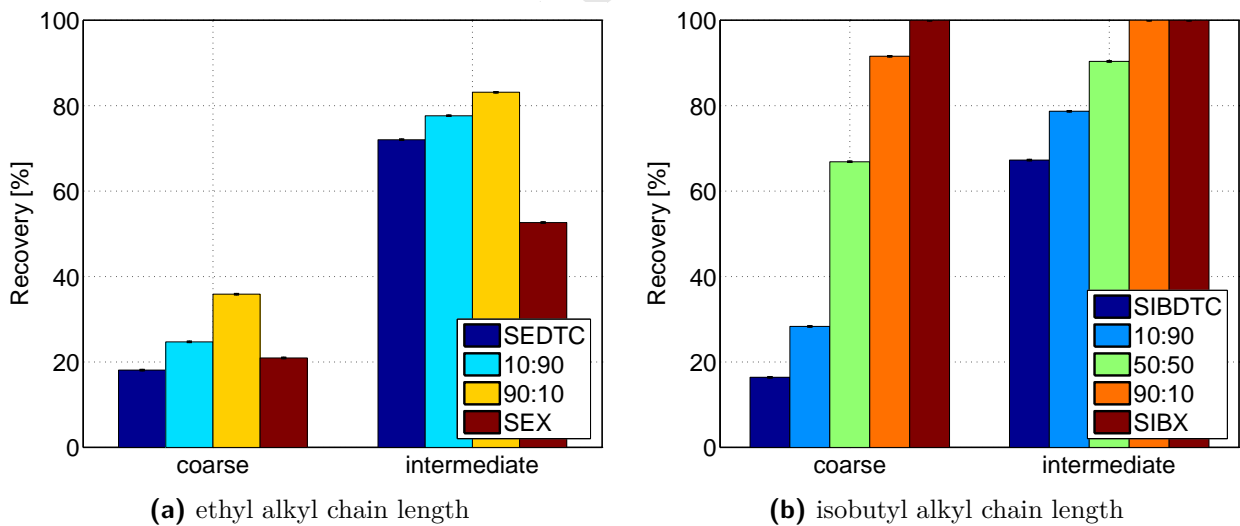 100
80
60
40
20
0
Recovery [%]
coarse
intermediate
SEDTC
10:90
90:10
SEX
(a) ethyl alkyl chain length
100
80
60
40
20
0
Recovery [%]
coarse
intermediate
SIBDTC
10:90
50:50
90:10
SIBX
(b) isobutyl alkyl chain length